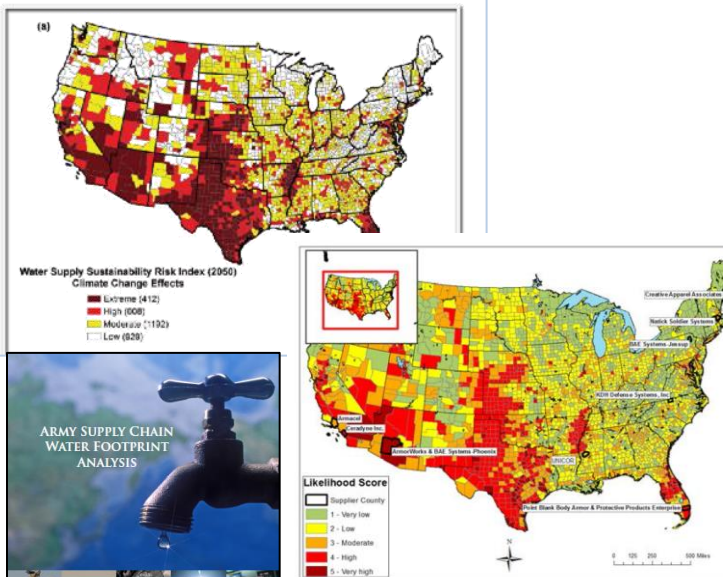 (a)
Water Supply Sustainability Risk Index (2050)
Climate Change Effects
Extreme (412)
High (608)
Moderate (1192)
Low (929)
ARMY SUPPLY CHAIN
WATER FOOTPRINT
ANALYSIS
Creative Apparel Associates
Natick Soldier Systems
BAE Systems-Jessup
KDH Defense Systems, Inc
Armacel
Ceradyne Inc.
ArmorWorks & BAE Systems-Phoenix
UNICOR
Point Blank Body Armor & Protective Products Enterprise
Likelihood Score
Supplier County
1 - Very low
2 - Low
3 - Moderate
4 - High
5 - Very high
N
0 125 250 500 Miles